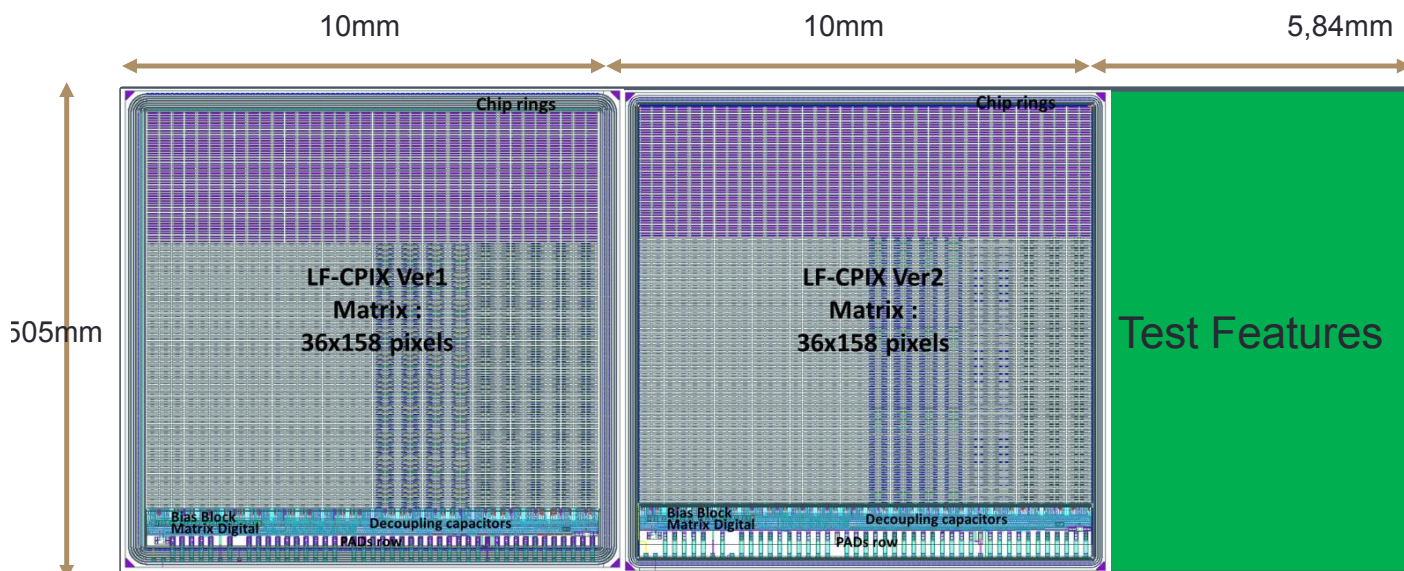 10mm
10mm
5,84mm
505mm
Chip rings
LF-CPIX Ver1
Matrix :
36x158 pixels
Bias Block
Matrix Digital
Decoupling capacitors
PADs row
Chip rings
LF-CPIX Ver2
Matrix :
36x158 pixels
Bias Block
Matrix Digital
Decoupling capacitors
PADs row
Test Features